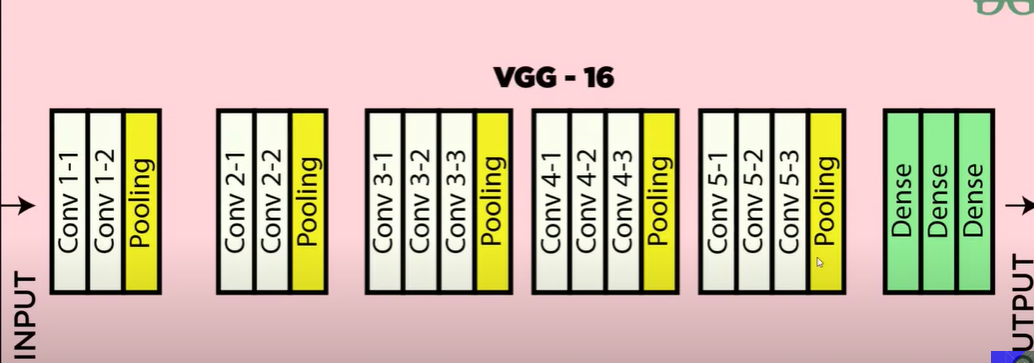 VGG - 16
INPUT
Conv 1-1
Conv 1-2
Pooling
Conv 2-1
Conv 2-2
Pooling
Conv 3-1
Conv 3-2
Conv 3-3
Pooling
Conv 4-1
Conv 4-2
Conv 4-3
Pooling
Conv 5-1
Conv 5-2
Conv 5-3
Pooling
Dense
Dense
Dense
UTPUT